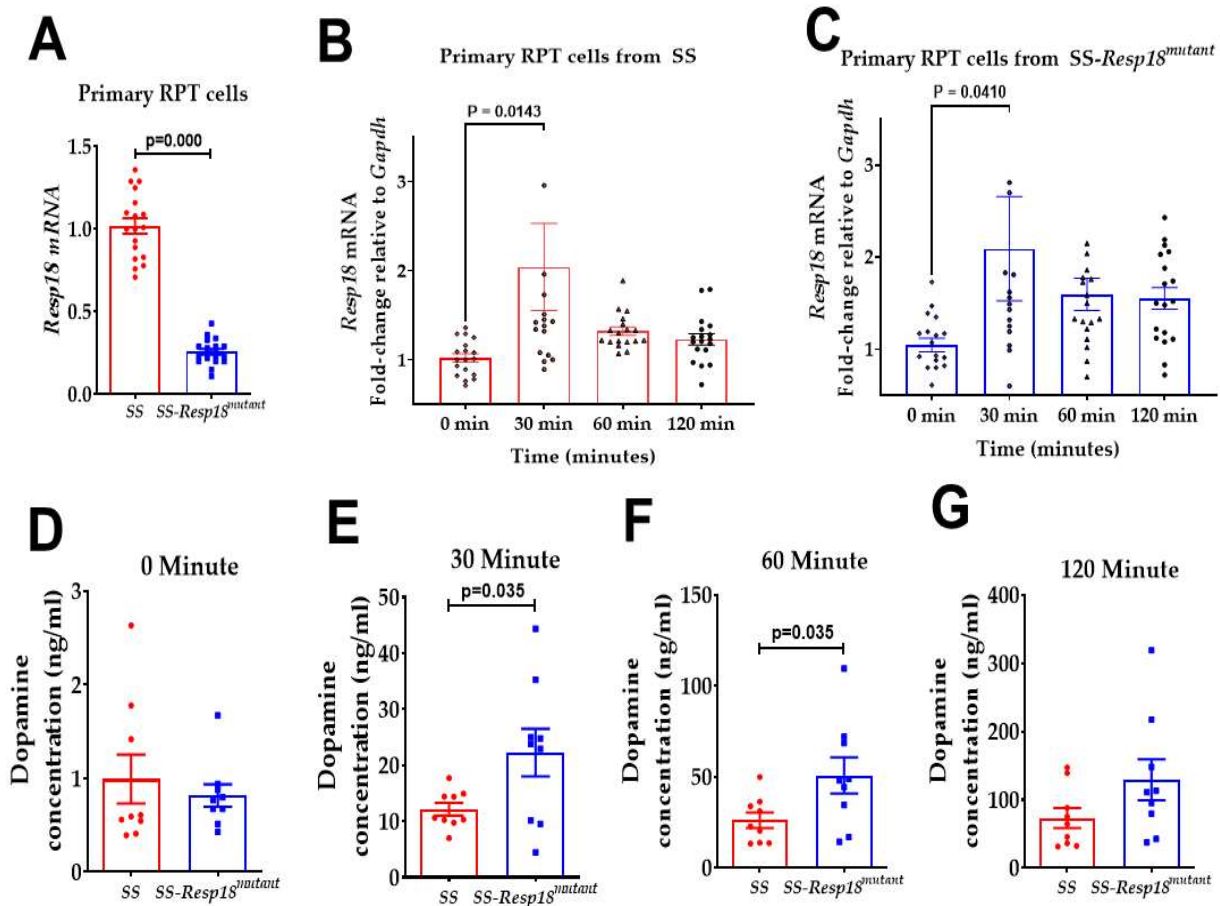 A
Primary RPT cells
p=0.000
Resp18 mRNA
1.5
1.0
0.5
0.0
SS
SS-Resp18mutant
B
Primary RPT cells from SS
P = 0.0143
Resp18 mRNA
Fold-change relative to Gapdh
3
2
1
0 min
30 min
60 min
120 min
Time (minutes)
C
Primary RPT cells from SS-Resp18mutant
P = 0.0410
Resp18 mRNA
Fold-change relative to Gapdh
3
2
1
0 min
30 min
60 min
120 min
Time (minutes)
D
0 Minute
Dopamine
concentration (ng/ml)
3
2
1
0
SS
SS-Resp18mutant
E
30 Minute
p=0.035
Dopamine
concentration (ng/ml)
50
40
30
20
10
0
SS
SS-Resp18mutant
F
60 Minute
p=0.035
Dopamine
concentration (ng/ml)
150
100
50
0
SS
SS-Resp18mutant
G
120 Minute
Dopamine
concentration (ng/ml)
400
300
200
100
0
SS
SS-Resp18mutant